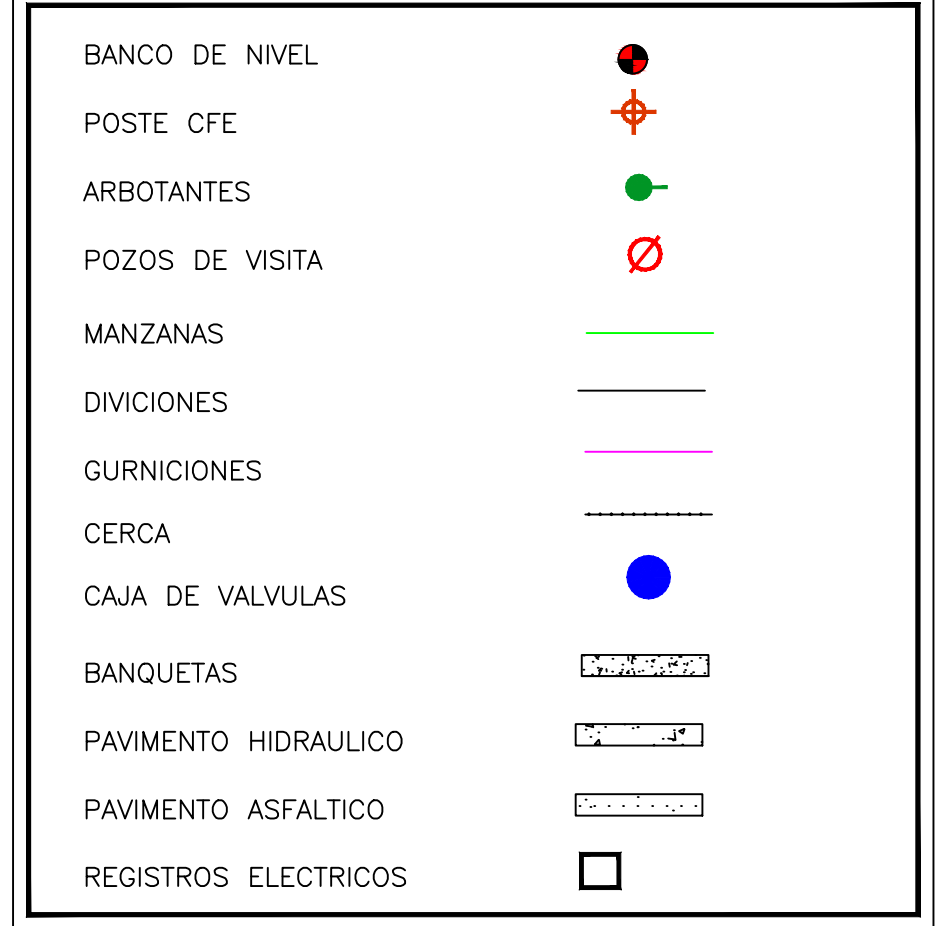 BANCO DE NIVEL
POSTE CFE
ARBOTANTES
POZOS DE VISITA
MANZANAS
DIVICIONES
GURNICIONES
CERCA
CAJA DE VALVULAS
BANQUETAS
PAVIMENTO HIDRAULICO
PAVIMENTO ASFALTICO
REGISTROS ELECTRICOS